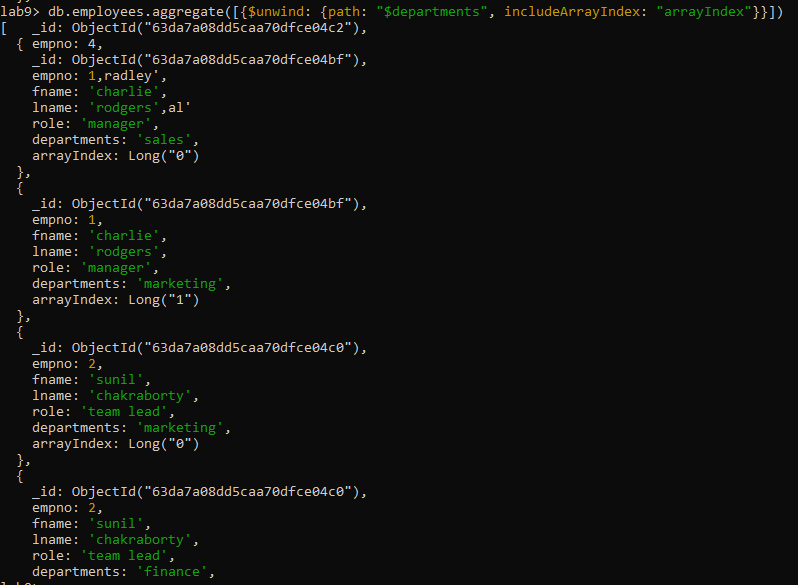 lab9> db.employees.aggregate([{$unwind: {path: "$departments", includeArrayIndex: "arrayIndex"}}])
[   _id: ObjectId("63da7a08dd5caa70dfce04c2"),
  { empno: 4,
    _id: ObjectId("63da7a08dd5caa70dfce04bf"),
    empno: 1,radley',
    fname: 'charlie',
    lname: 'rodgers',al'
    role: 'manager',
    departments: 'sales',
    arrayIndex: Long("0")
  },
  {
    _id: ObjectId("63da7a08dd5caa70dfce04bf"),
    empno: 1,
    fname: 'charlie',
    lname: 'rodgers',
    role: 'manager',
    departments: 'marketing',
    arrayIndex: Long("1")
  },
  {
    _id: ObjectId("63da7a08dd5caa70dfce04c0"),
    empno: 2,
    fname: 'sunil',
    lname: 'chakraborty',
    role: 'team lead',
    departments: 'marketing',
    arrayIndex: Long("0")
  },
  {
    _id: ObjectId("63da7a08dd5caa70dfce04c0"),
    empno: 2,
    fname: 'sunil',
    lname: 'chakraborty',
    role: 'team lead',
    departments: 'finance',